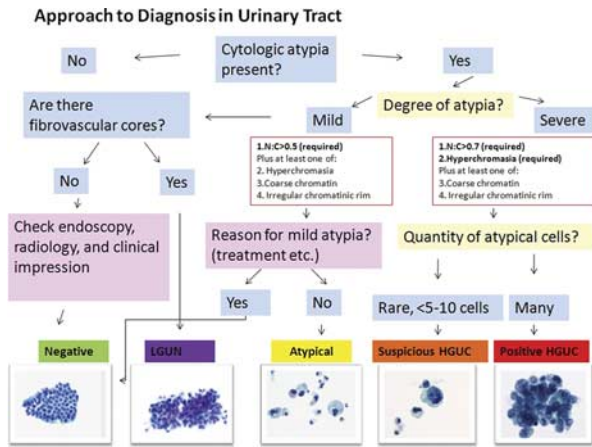 Approach to Diagnosis in Urinary Tract
No
Cytologic atypia
present?
Yes
Are there
fibrovascular cores?
Mild
Degree of atypia?
Severe
1.N:C>0.5 (required)
Plus at least one of:
2. Hyperchromasia
3.Coarse chromatin
4. Irregular chromatinic rim
1.N:C>0.7 (required)
2.Hyperchromasia (required)
Plus at least one of:
3.Coarse chromatin
4. Irregular chromatinic rim
No
Yes
Check endoscopy,
radiology, and clinical
impression
Reason for mild atypia?
(treatment etc.)
Quantity of atypical cells?
Yes
No
Rare, <5-10 cells
Many
Negative
LGUN
Atypical
Suspicious HGUC
Positive HGUC